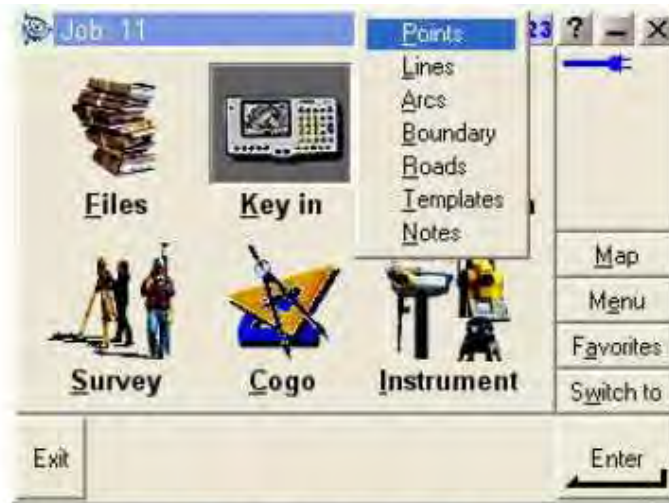 Job 11
23 ? – X
Points
Lines
Arcs
Boundary
Roads
Templates
Notes
Files
Key in
Survey
Cogo
Instrument
Map
Menu
Favorites
Switch to
Exit
Enter